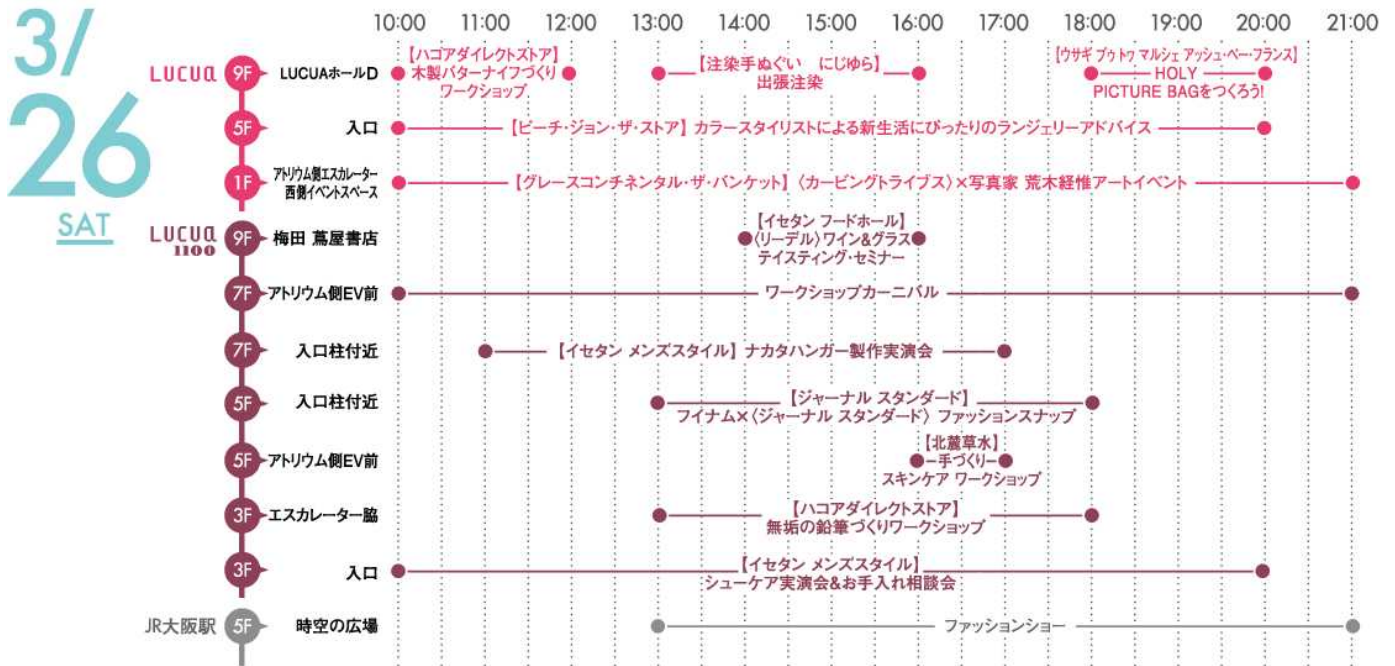 3/
26
SAT
10:00 11:00 12:00 13:00 14:00 15:00 16:00 17:00 18:00 19:00 20:00 21:00
LUCUA 9F LUCUAホールD
【ハコアダイレクトストア】
木製バターナイフづくり
ワークショップ
【注染手ぬぐい にじゆら】
出張注染
【ウサギ プゥ トゥ マルシェ アッシュ・ペー・フランス】
HOLY
PICTURE BAGをつくろう!
5F 入口 【ピーチ・ジョン・ザ・ストア】 カラースタイリストによる新生活にぴったりのランジェリーアドバイス
1F アトリウム側エスカレーター
西側イベントスペース
【グレースコンチネンタル・ザ・バンケット】 〈カービングトライブス〉×写真家 荒木経惟アートイベント
LUCUA
1100
9F 梅田 蔦屋書店
【イセタン フードホール】
〈リーデル〉ワイン&グラス
テイスティング・セミナー
7F アトリウム側EV前 ワークショップカーニバル
7F 入口柱付近 【イセタン メンズスタイル】 ナカタハンガー製作実演会
5F 入口柱付近
【ジャーナル スタンダード】
フイナム×〈ジャーナル スタンダード〉 ファッションスナップ
5F アトリウム側EV前
【北麓草水】
ー手づくりー
スキンケア ワークショップ
3F エスカレーター脇
【ハコアダイレクトストア】
無垢の鉛筆づくりワークショップ
3F 入口
【イセタン メンズスタイル】
シューケア実演会&お手入れ相談会
JR大阪駅 5F 時空の広場 ファッションショー